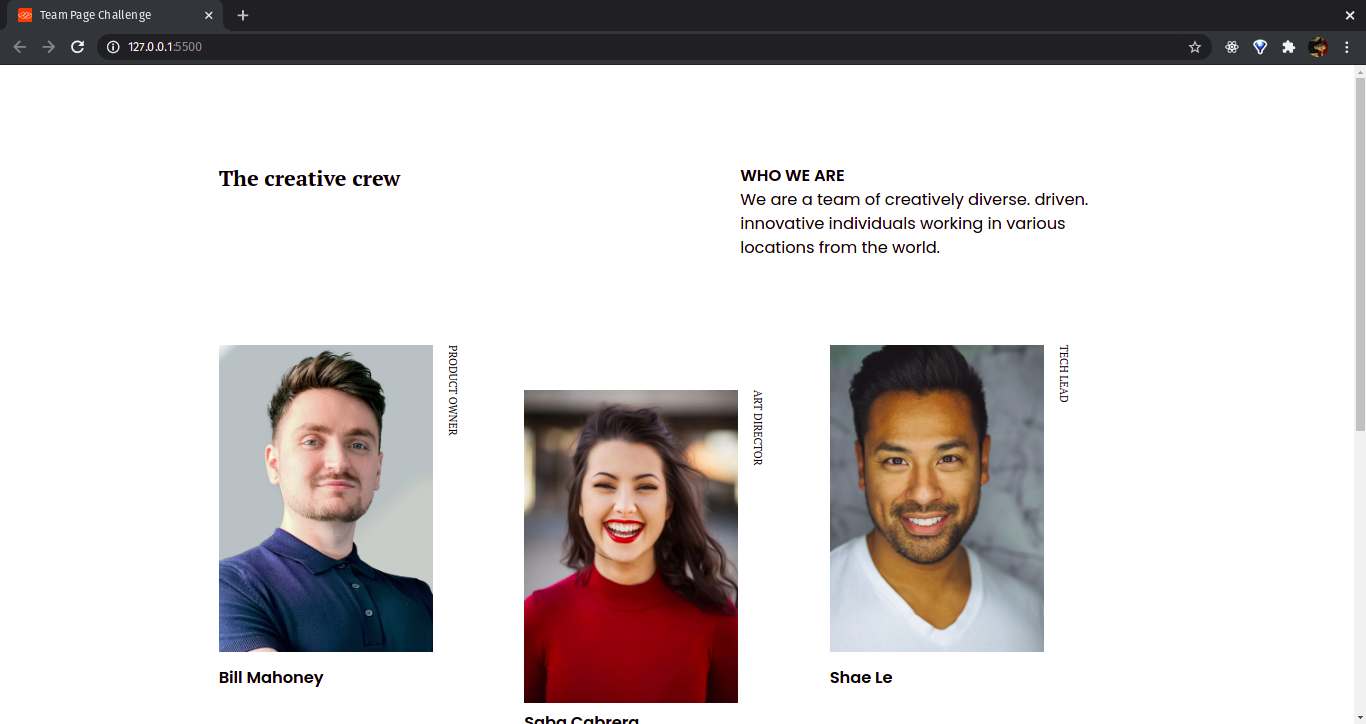 Team Page Challenge
127.0.0.1:5500
The creative crew
WHO WE ARE
We are a team of creatively diverse. driven.
innovative individuals working in various
locations from the world.
PRODUCT OWNER
ART DIRECTOR
TECH LEAD
Bill Mahoney
Saba Cabrera
Shae Le